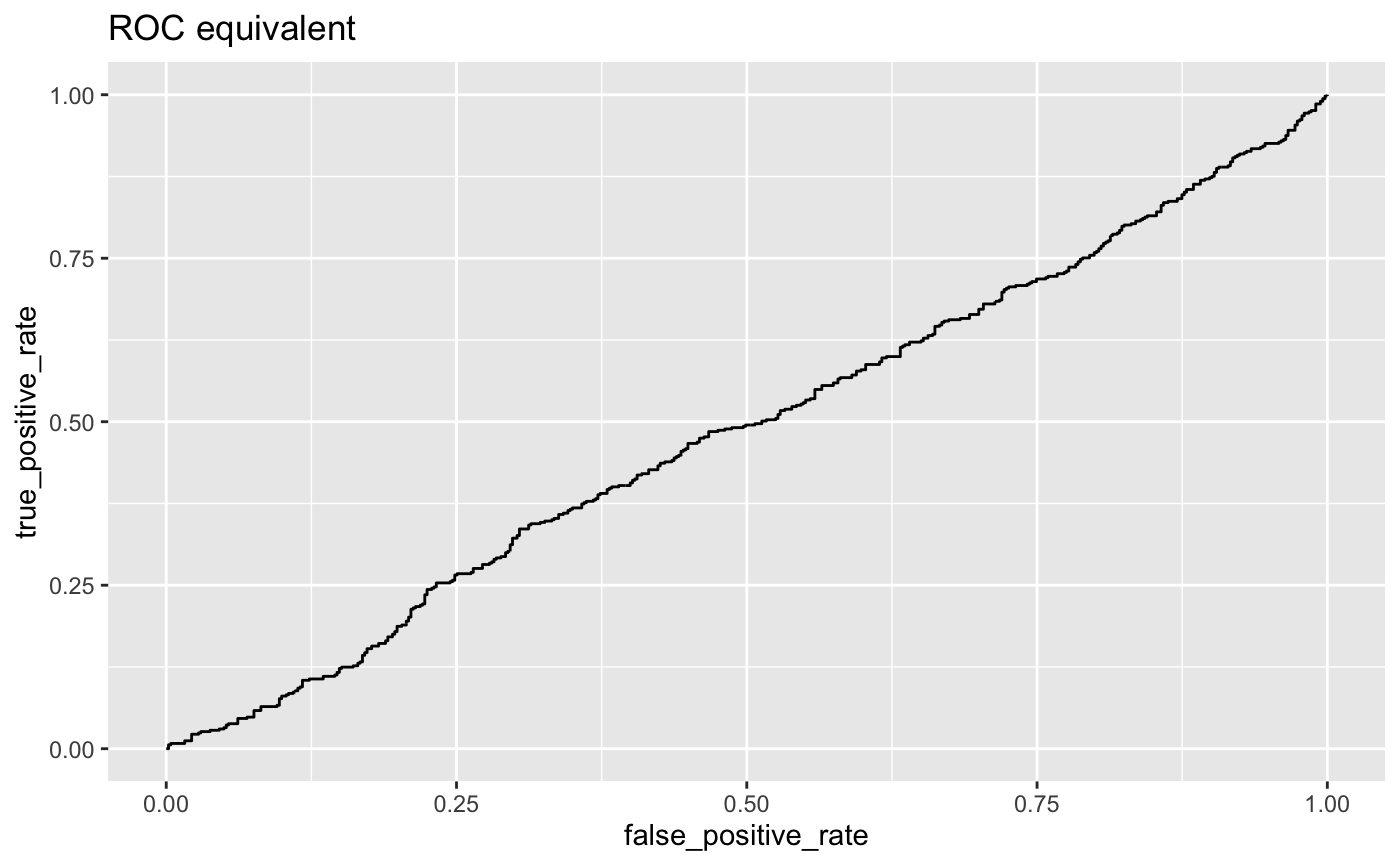 ROC equivalent
true_positive_rate
1.00
0.75
0.50
0.25
0.00
0.00 0.25 0.50 0.75 1.00
false_positive_rate